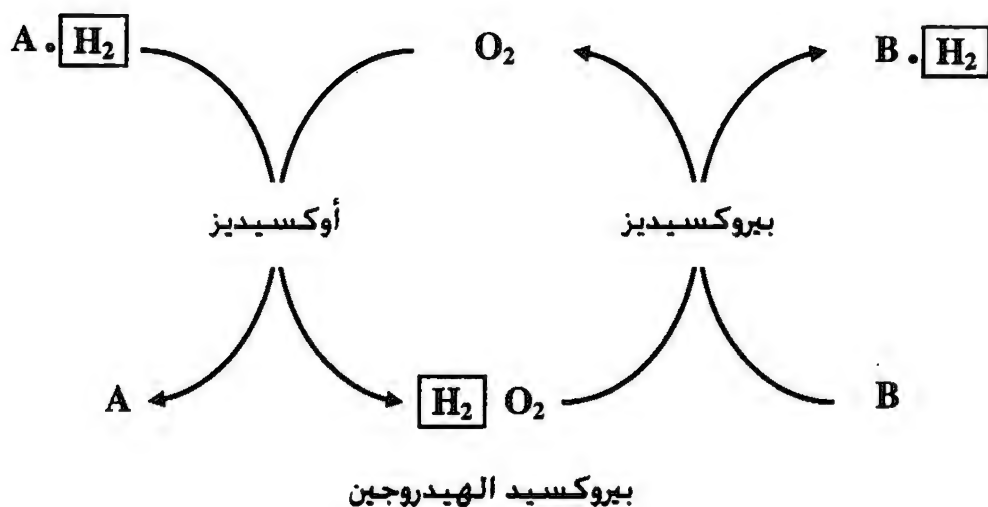 A . H₂ O₂ B . H₂
أوكسيديز بيروكسيديز
A H₂ O₂ B
بيروكسيد الهيدروجين